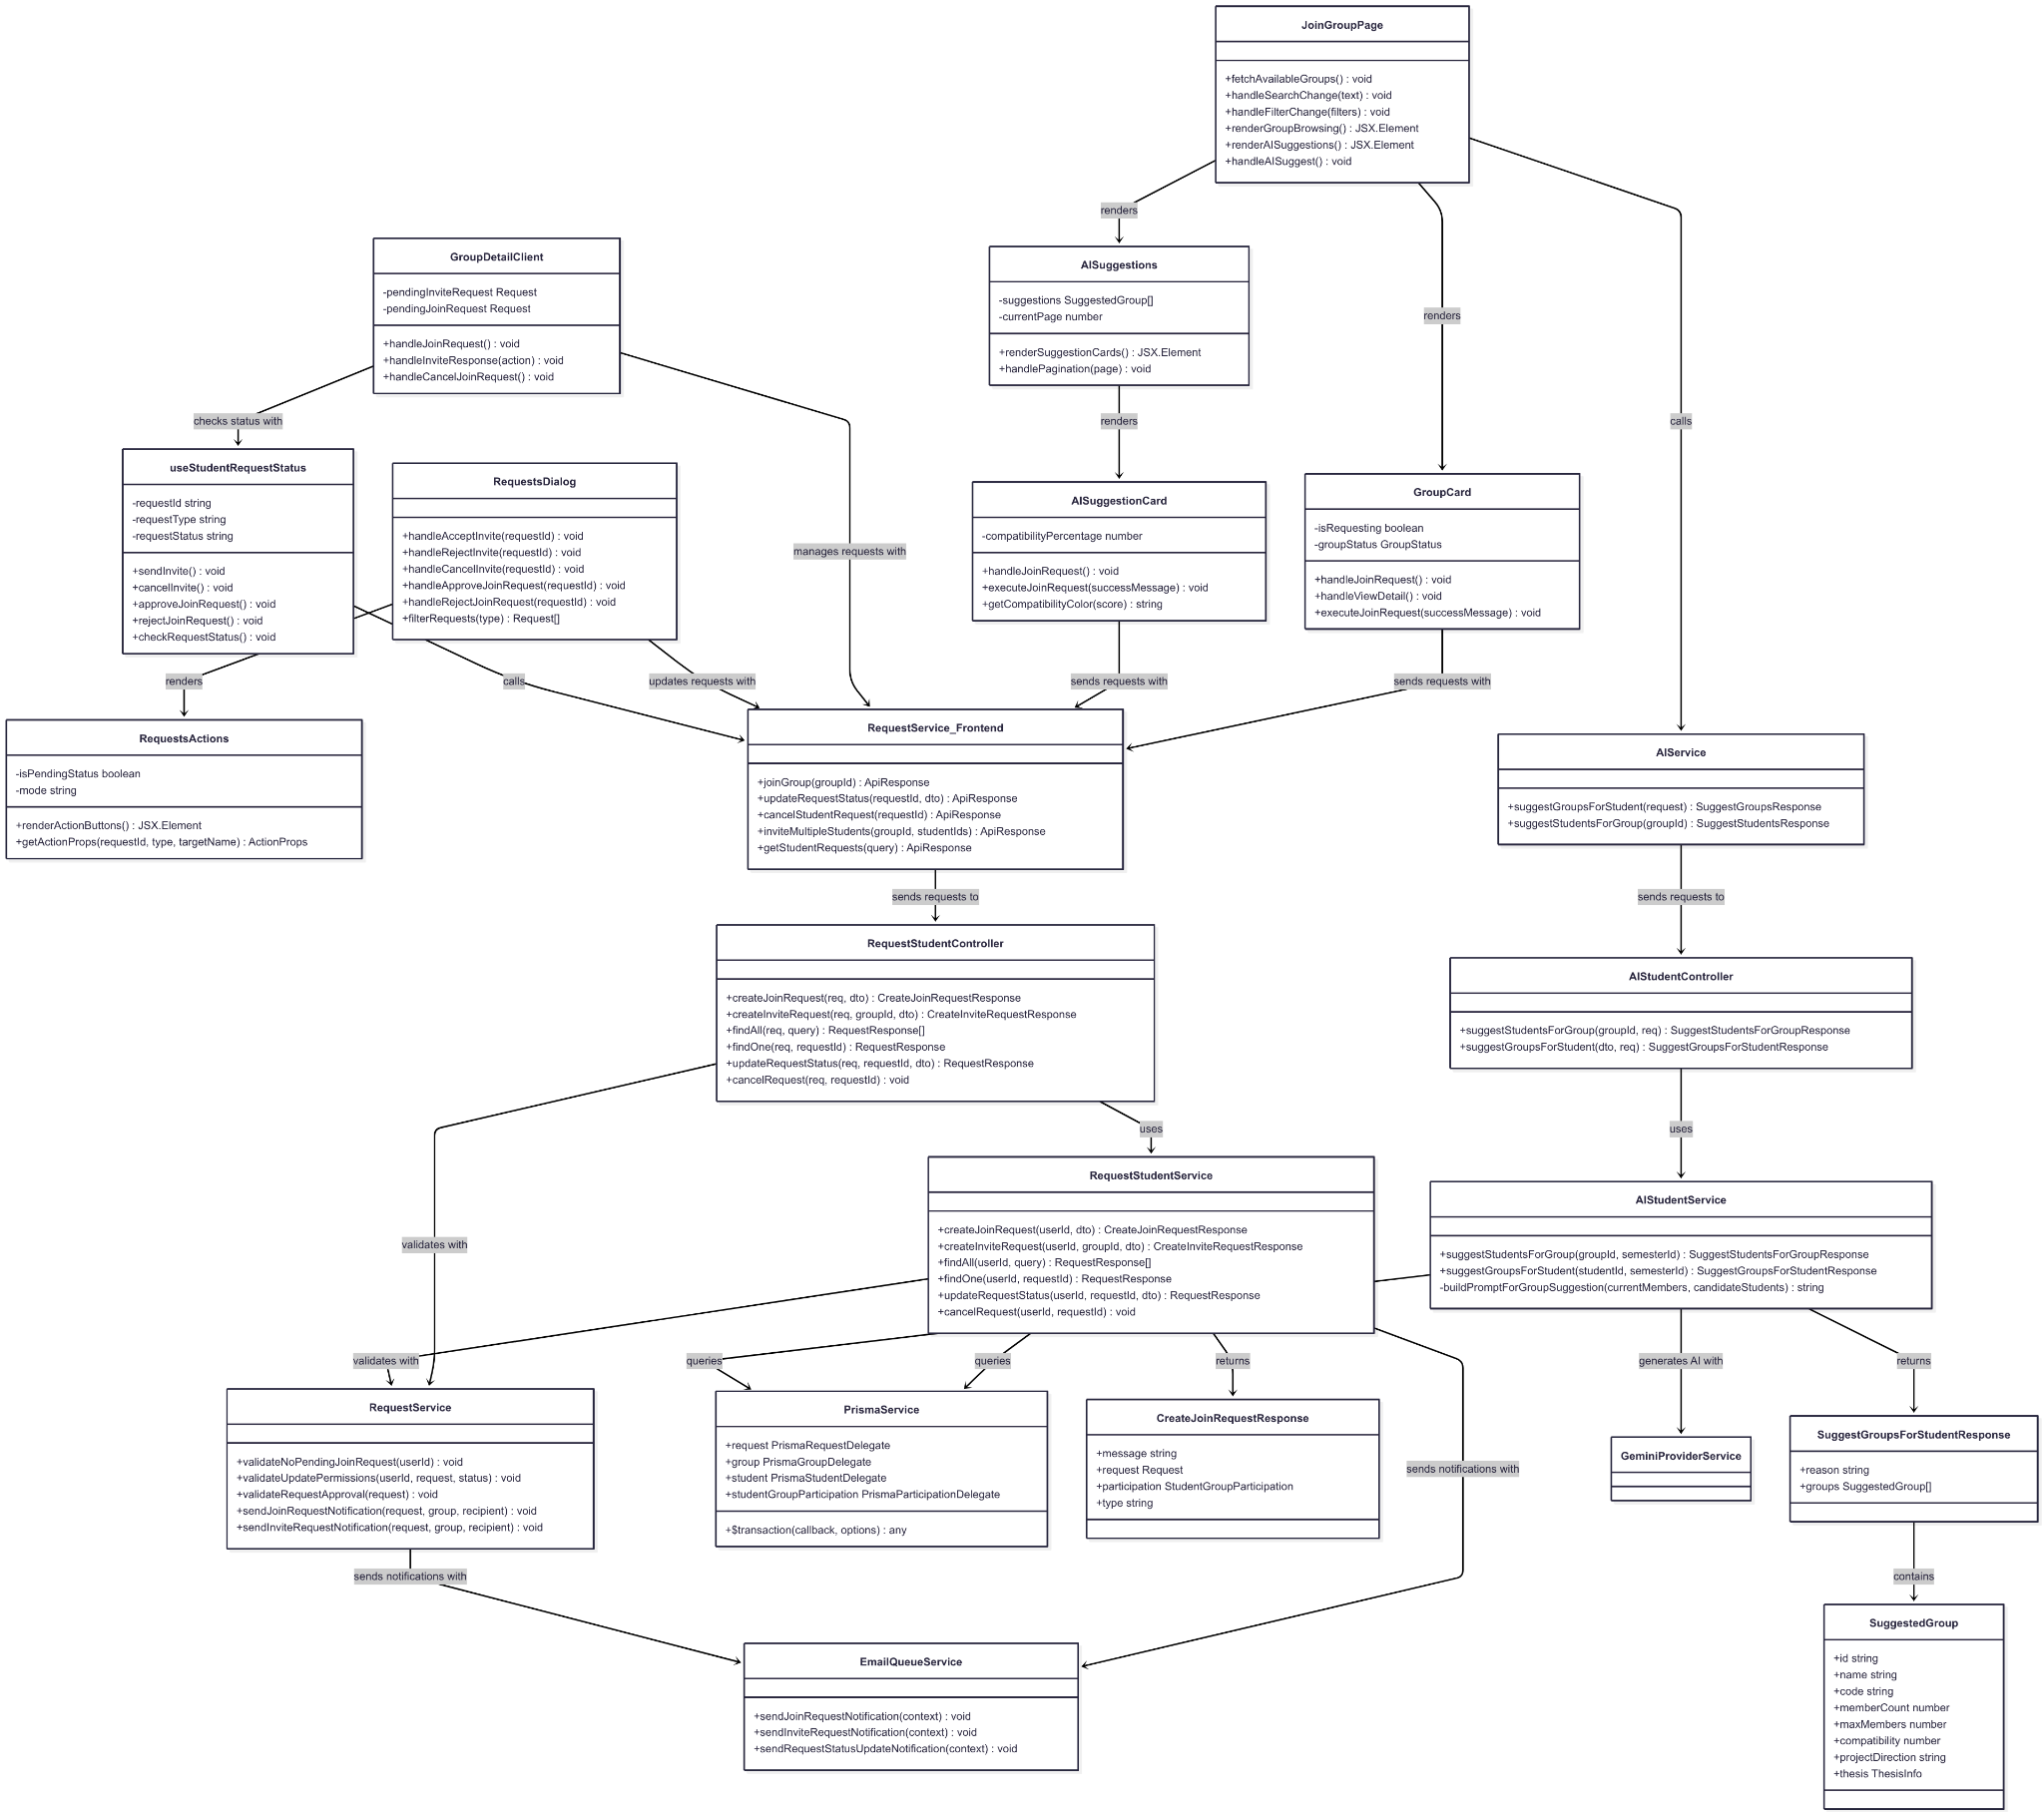 JoinGroupPage
+fetchAvailableGroups() : void
+handleSearchChange(text) : void
+handleFilterChange(filters) : void
+renderGroupBrowsing() : JSX.Element
+renderAISuggestions() : JSX.Element
+handleAISuggest() : void
renders
renders
calls
GroupDetailClient
-pendingInviteRequest Request
-pendingJoinRequest Request
+handleJoinRequest() : void
+handleInviteResponse(action) : void
+handleCancelJoinRequest() : void
AISuggestions
-suggestions SuggestedGroup[]
-currentPage number
+renderSuggestionCards() : JSX.Element
+handlePagination(page) : void
checks status with
manages requests with
renders
useStudentRequestStatus
-requestId string
-requestType string
-requestStatus string
+sendInvite() : void
+cancelInvite() : void
+approveJoinRequest() : void
+rejectJoinRequest() : void
+checkRequestStatus() : void
RequestsDialog
+handleAcceptInvite(requestId) : void
+handleRejectInvite(requestId) : void
+handleCancelInvite(requestId) : void
+handleApproveJoinRequest(requestId) : void
+handleRejectJoinRequest(requestId) : void
+filterRequests(type) : Request[]
AISuggestionCard
-compatibilityPercentage number
+handleJoinRequest() : void
+executeJoinRequest(successMessage) : void
+getCompatibilityColor(score) : string
GroupCard
-isRequesting boolean
-groupStatus GroupStatus
+handleJoinRequest() : void
+handleViewDetail() : void
+executeJoinRequest(successMessage) : void
renders
calls
updates requests with
sends requests with
sends requests with
RequestsActions
-isPendingStatus boolean
-mode string
+renderActionButtons() : JSX.Element
+getActionProps(requestId, type, targetName) : ActionProps
RequestService_Frontend
+joinGroup(groupId) : ApiResponse
+updateRequestStatus(requestId, dto) : ApiResponse
+cancelStudentRequest(requestId) : ApiResponse
+inviteMultipleStudents(groupId, studentIds) : ApiResponse
+getStudentRequests(query) : ApiResponse
AIService
+suggestGroupsForStudent(request) : SuggestGroupsResponse
+suggestStudentsForGroup(groupId) : SuggestStudentsResponse
sends requests to
sends requests to
RequestStudentController
+createJoinRequest(req, dto) : CreateJoinRequestResponse
+createInviteRequest(req, groupId, dto) : CreateInviteRequestResponse
+findAll(req, query) : RequestResponse[]
+findOne(req, requestId) : RequestResponse
+updateRequestStatus(req, requestId, dto) : RequestResponse
+cancelRequest(req, requestId) : void
AIStudentController
+suggestStudentsForGroup(groupId, req) : SuggestStudentsForGroupResponse
+suggestGroupsForStudent(dto, req) : SuggestGroupsForStudentResponse
uses
uses
validates with
RequestStudentService
+createJoinRequest(userId, dto) : CreateJoinRequestResponse
+createInviteRequest(userId, groupId, dto) : CreateInviteRequestResponse
+findAll(userId, query) : RequestResponse[]
+findOne(userId, requestId) : RequestResponse
+updateRequestStatus(userId, requestId, dto) : RequestResponse
+cancelRequest(userId, requestId) : void
AIStudentService
+suggestStudentsForGroup(groupId, semesterId) : SuggestStudentsForGroupResponse
+suggestGroupsForStudent(studentId, semesterId) : SuggestGroupsForStudentResponse
-buildPromptForGroupSuggestion(currentMembers, candidateStudents) : string
validates with
queries
queries
returns
generates AI with
returns
RequestService
+validateNoPendingJoinRequest(userId) : void
+validateUpdatePermissions(userId, request, status) : void
+validateRequestApproval(request) : void
+sendJoinRequestNotification(request, group, recipient) : void
+sendInviteRequestNotification(request, group, recipient) : void
PrismaService
+request PrismaRequestDelegate
+group PrismaGroupDelegate
+student PrismaStudentDelegate
+studentGroupParticipation PrismaParticipationDelegate
+$transaction(callback, options) : any
CreateJoinRequestResponse
+message string
+request Request
+participation StudentGroupParticipation
+type string
sends notifications with
GeminiProviderService
SuggestGroupsForStudentResponse
+reason string
+groups SuggestedGroup[]
sends notifications with
contains
EmailQueueService
+sendJoinRequestNotification(context) : void
+sendInviteRequestNotification(context) : void
+sendRequestStatusUpdateNotification(context) : void
SuggestedGroup
+id string
+name string
+code string
+memberCount number
+maxMembers number
+compatibility number
+projectDirection string
+thesis ThesisInfo